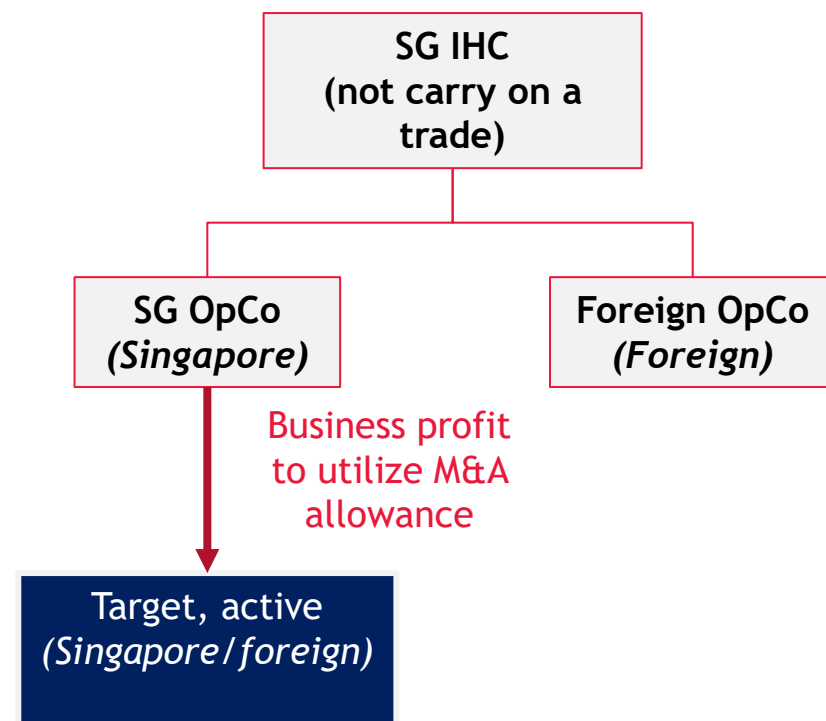 SG IHC
(not carry on a
trade)
SG OpCo
(Singapore)
Foreign OpCo
(Foreign)
Business profit
to utilize M&A
allowance
Target, active
(Singapore/foreign)